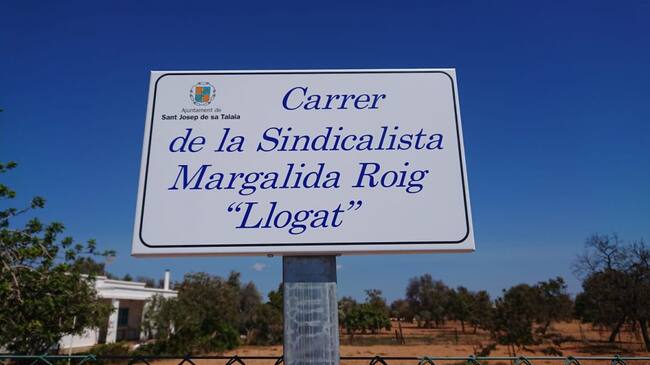 Ajuntament de
Sant Josep de sa Talaia
Carrer
de la Sindicalista
Margalida Roig
“Llogat”